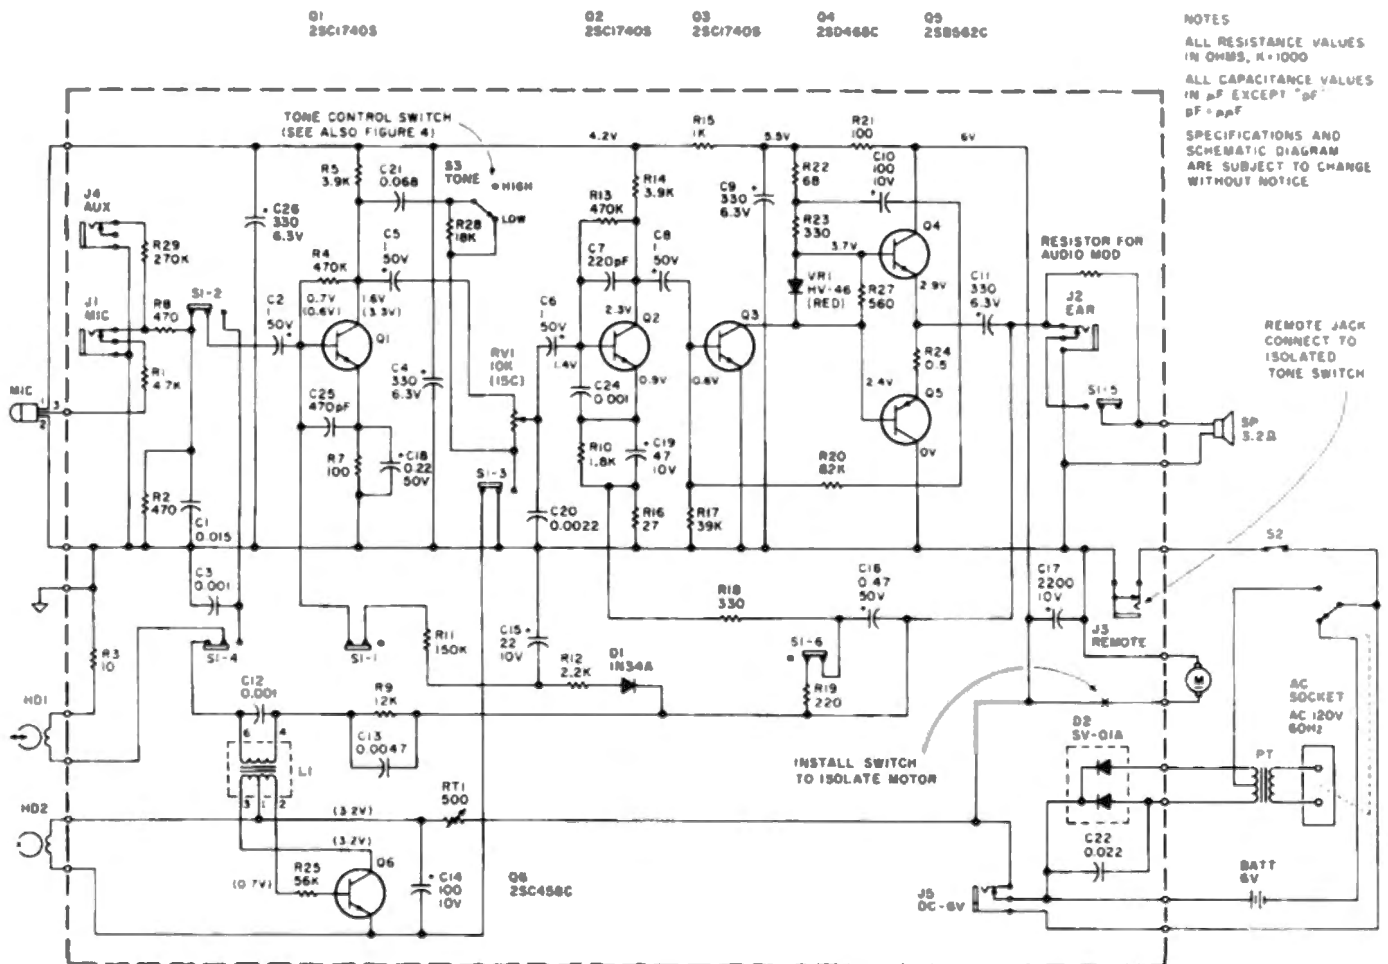 Q1
2SC1740S
Q2
2SC1740S
Q3
2SC1740S
Q4
2SD468C
Q5
2SB562C
NOTES
ALL RESISTANCE VALUES
IN OHMS, K=1000
ALL CAPACITANCE VALUES
IN µF EXCEPT "pF"
pF = µµF
SPECIFICATIONS AND
SCHEMATIC DIAGRAM
ARE SUBJECT TO CHANGE
WITHOUT NOTICE
TONE CONTROL SWITCH
(SEE ALSO FIGURE 4)
4.2V
R15
1K
5.5V
R21
100
6V
J4
AUX
R29
270K
C26
330
6.3V
R5
3.9K
C21
0.068
S3
TONE
HIGH
LOW
R28
18K
R13
470K
R14
3.9K
C9
330
6.3V
R22
68
C10
100
10V
R23
330
3.7V
Q4
RESISTOR FOR
AUDIO MOD
J1
MIC
R8
470
S1-2
C2
1
50V
R4
470K
0.7V
(0.6V)
C5
1
50V
1.6V
(3.3V)
Q1
C7
220pF
C8
1
50V
VR1
HV-46
(RED)
R27
560
2.9V
C11
330
6.3V
J2
EAR
REMOTE JACK
CONNECT TO
ISOLATED
TONE SWITCH
2.3V
Q2
Q3
C6
1
50V
1.4V
R1
4.7K
MIC
1
3
2
C4
330
6.3V
RV1
10K
(15C)
C24
0.001
0.9V
0.6V
R24
0.5
2.4V
Q5
0V
S1-5
SP
3.2Ω
C25
470pF
R7
100
C18
0.22
50V
S1-3
R10
1.8K
C19
47
10V
R20
82K
R2
470
C1
0.015
C20
0.0022
R16
27
R17
39K
S2
C3
0.001
R18
330
C16
0.47
50V
C17
2200
10V
J3
REMOTE
R3
10
S1-4
S1-1
R11
150K
C15
22
10V
R12
2.2K
D1
1N34A
S1-6
R19
220
M
HD1
C12
0.001
R9
12K
C13
0.0047
6
4
L1
3
1
2
INSTALL SWITCH
TO ISOLATE MOTOR
D2
SV-01A
AC
SOCKET
AC 120V
60Hz
PT
HD2
(3.2V)
RT1
500
(3.2V)
Q6
R25
56K
(0.7V)
C14
100
10V
Q6
2SC458C
C22
0.022
J5
DC-6V
BATT
6V